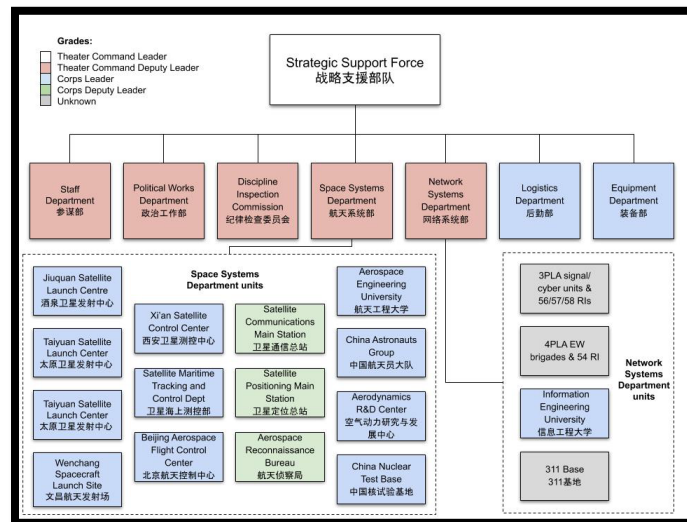 Grades:
Theater Command Leader
Theater Command Deputy Leader
Corps Leader
Corps Deputy Leader
Unknown
Strategic Support Force
战略支援部队
Staff
Department
参谋部
Political Works
Department
政治工作部
Discipline
Inspection
Commission
纪律检查委员会
Space Systems
Department
航天系统部
Network
Systems
Department
网络系统部
Logistics
Department
后勤部
Equipment
Department
装备部
Space Systems
Department units
Jiuquan Satellite
Launch Centre
酒泉卫星发射中心
Taiyuan Satellite
Launch Center
太原卫星发射中心
Taiyuan Satellite
Launch Center
太原卫星发射中心
Wenchang
Spacecraft
Launch Site
文昌航天发射场
Xi'an Satellite
Control Center
西安卫星测控中心
Satellite Maritime
Tracking and
Control Dept
卫星海上测控部
Beijing Aerospace
Flight Control
Center
北京航天控制中心
Satellite
Communications
Main Station
卫星通信总站
Satellite
Positioning Main
Station
卫星定位总站
Aerospace
Reconnaissance
Bureau
航天侦察局
Aerospace
Engineering
University
航天工程大学
China Astronauts
Group
中国航天员大队
Aerodynamics
R&D Center
空气动力研究与发
展中心
China Nuclear
Test Base
中国核试验基地
3PLA signal/
cyber units &
56/57/58 RIs
4PLA EW
brigades & 54 RI
Information
Engineering
University
信息工程大学
311 Base
311基地
Network
Systems
Department
units